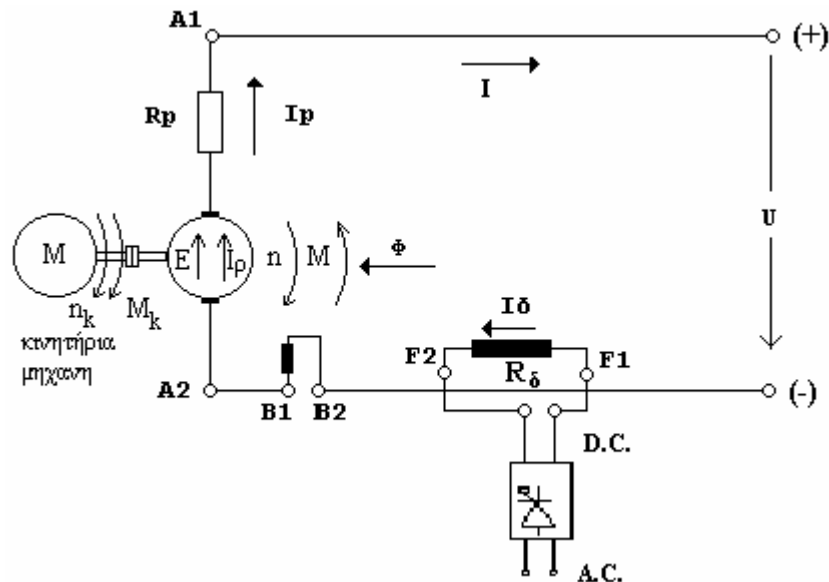 A1
(+)
I
Rp
Ip
U
M
E
Iρ
n
M
Φ
nk
Mk
κινητήρια
μηχανη
Iδ
F2
F1
Rδ
A2
B1
B2
(-)
D.C.
A.C.